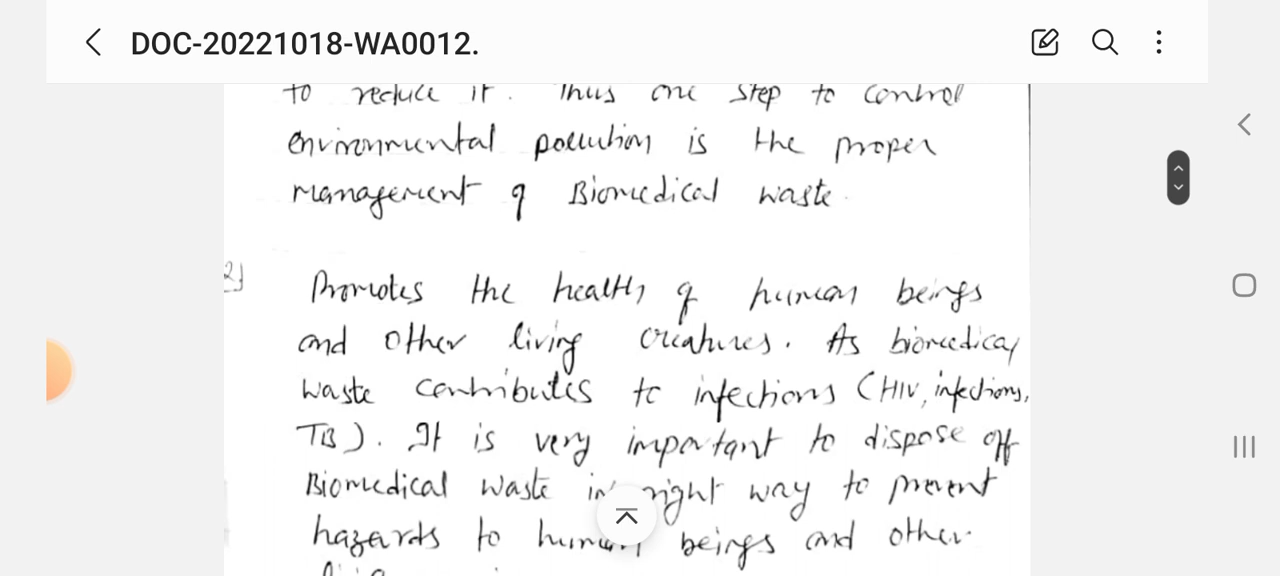 DOC-20221018-WA0012.
to reduce it. Thus one step to control
environmental pollution is the proper
management of Biomedical waste.
2]
Promotes the health of human beings
and other living creatures. As biomedical
waste contributes to infections (HIV, infections,
TB). It is very important to dispose off
Biomedical waste in right way to prevent
hazards to human beings and other